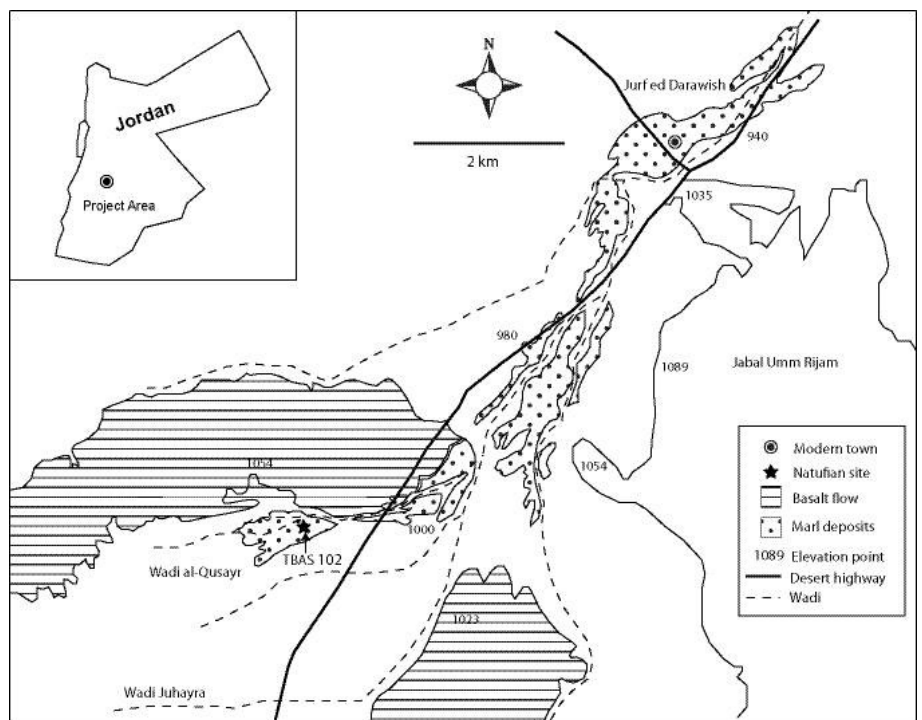 Jordan
Project Area
N
2 km
Jurf ed Darawish
940
1035
980
1089
Jabal Umm Rijam
1054
1054
1000
TBAS 102
Wadi al-Qusayr
1023
Wadi Juhayra
Modern town
Natufian site
Basalt flow
Marl deposits
1089 Elevation point
Desert highway
Wadi